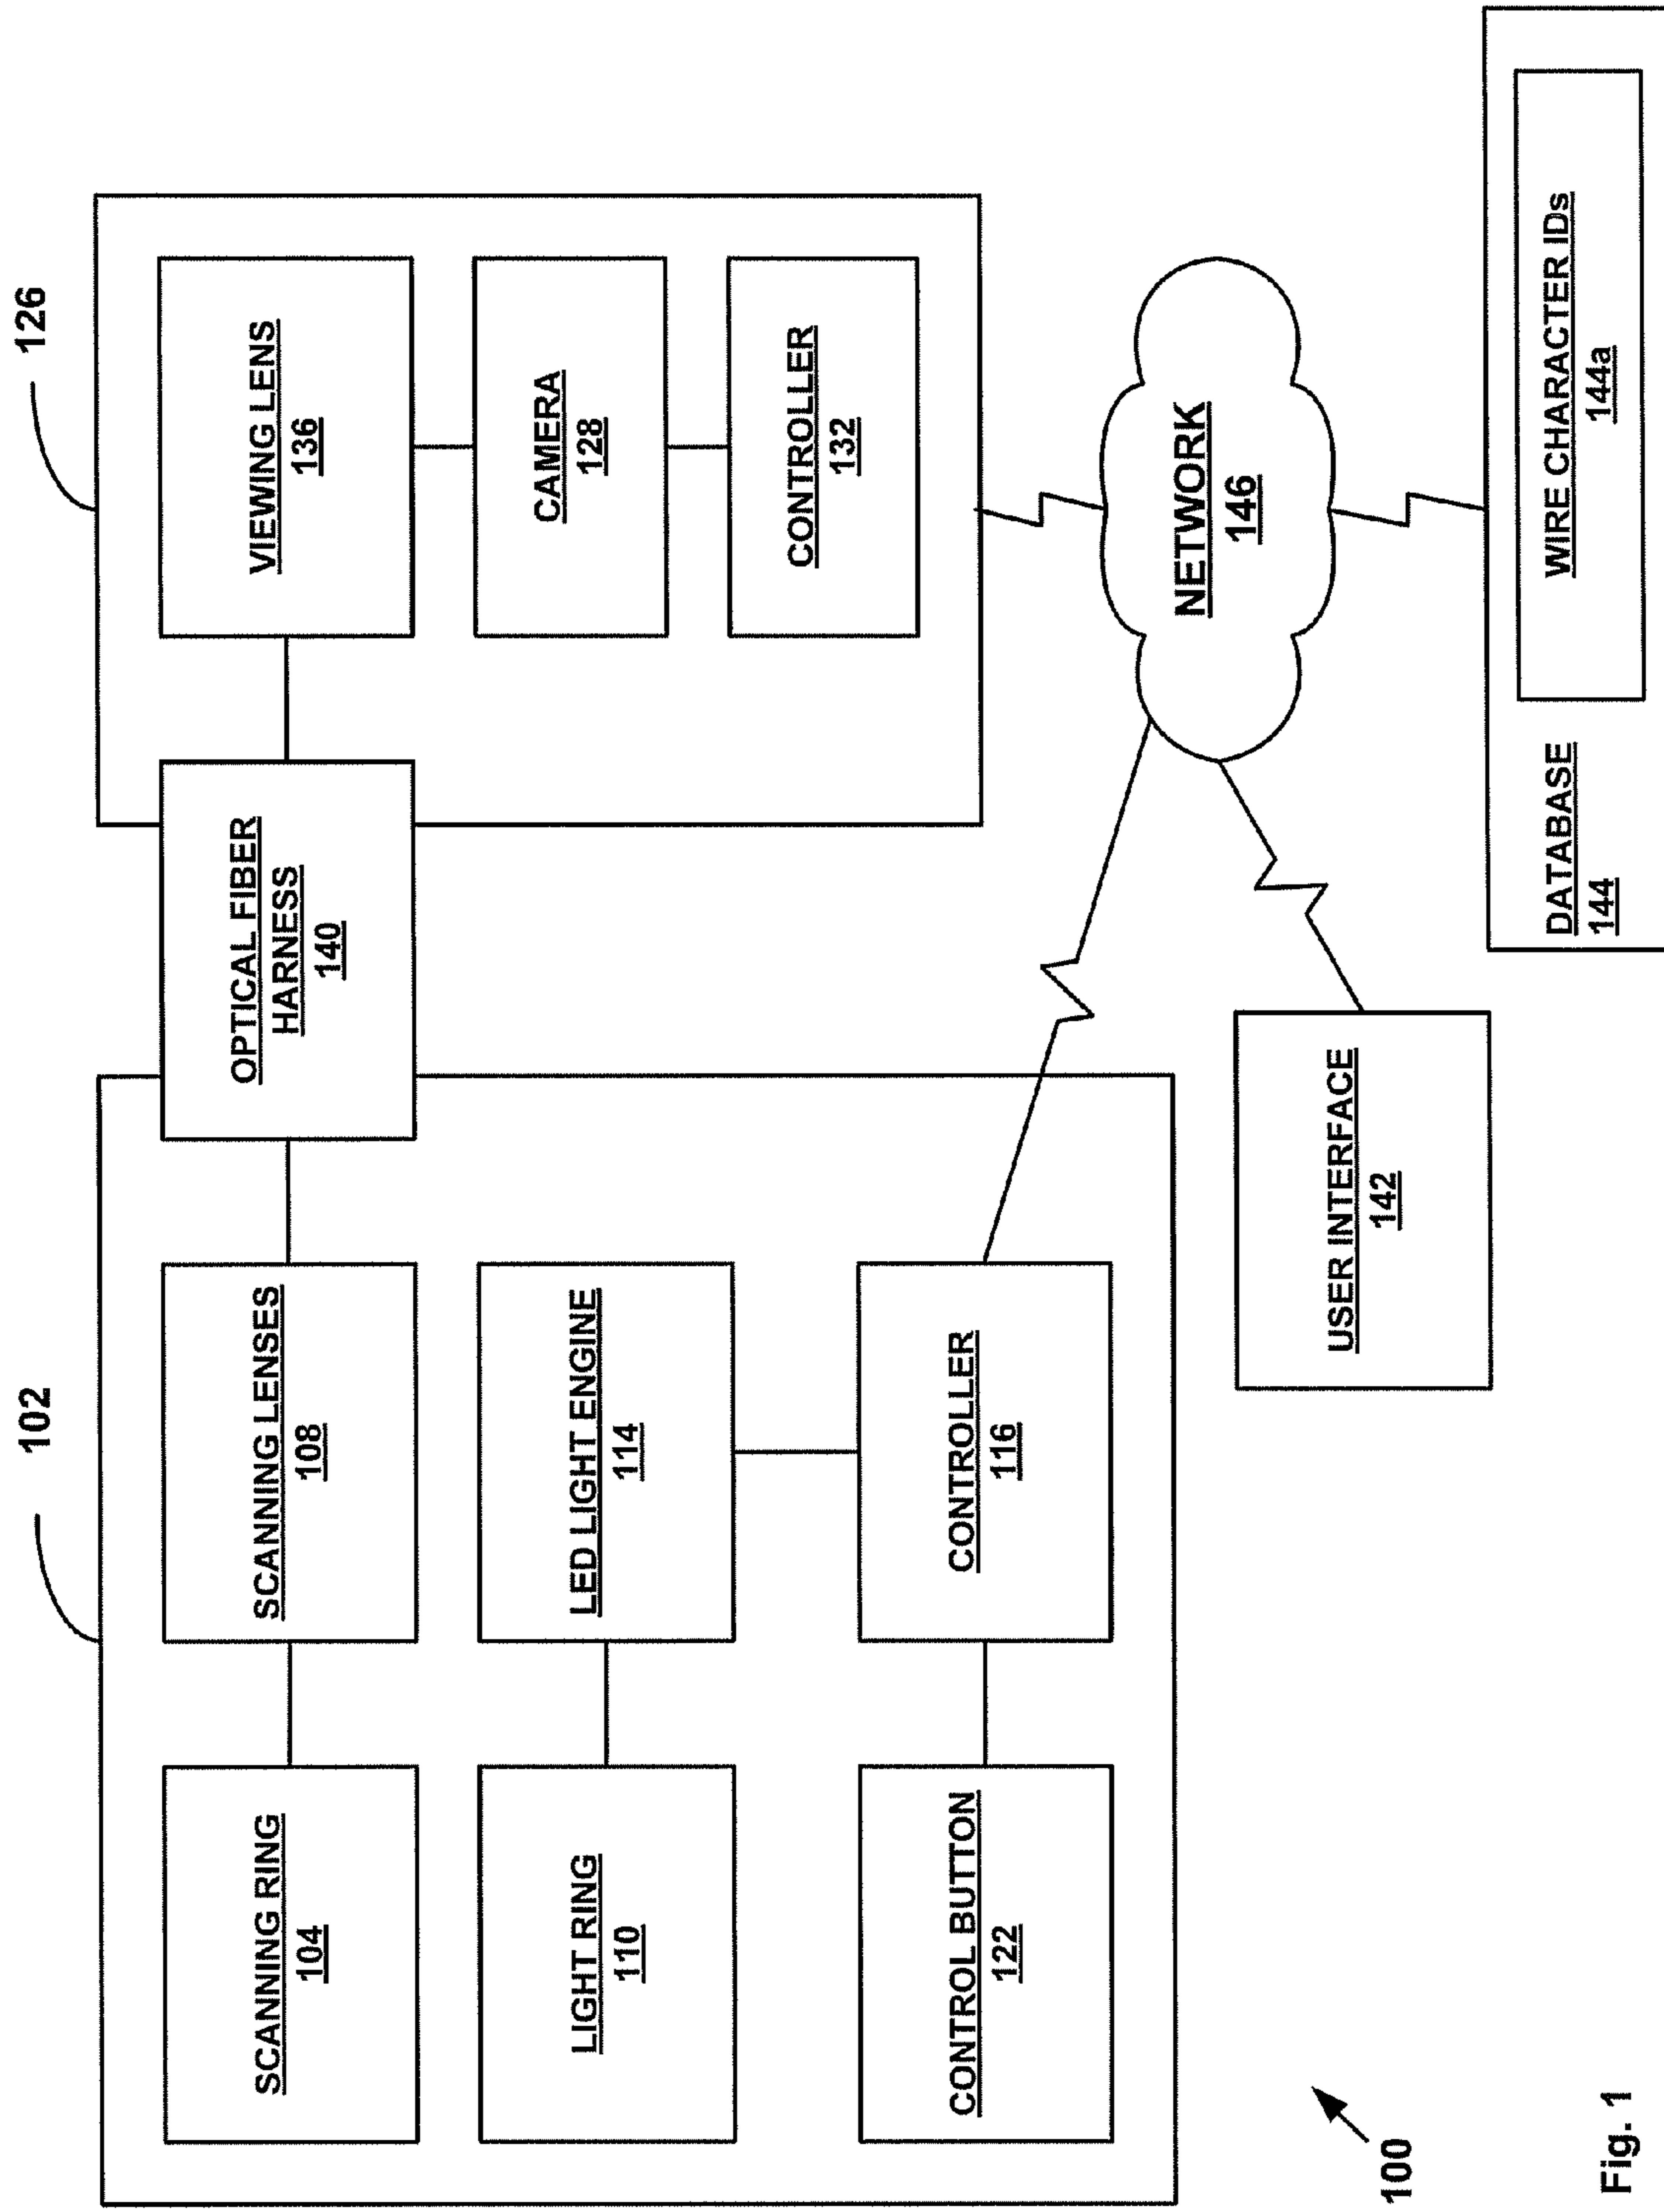 102
126
SCANNING RING
104
SCANNING LENSES
108
OPTICAL FIBER
HARNESS
140
VIEWING LENS
136
LIGHT RING
110
LED LIGHT ENGINE
114
CAMERA
128
CONTROL BUTTON
122
CONTROLLER
116
CONTROLLER
132
NETWORK
146
USER INTERFACE
142
DATABASE
144
WIRE CHARACTER IDs
144a
100
Fig. 1